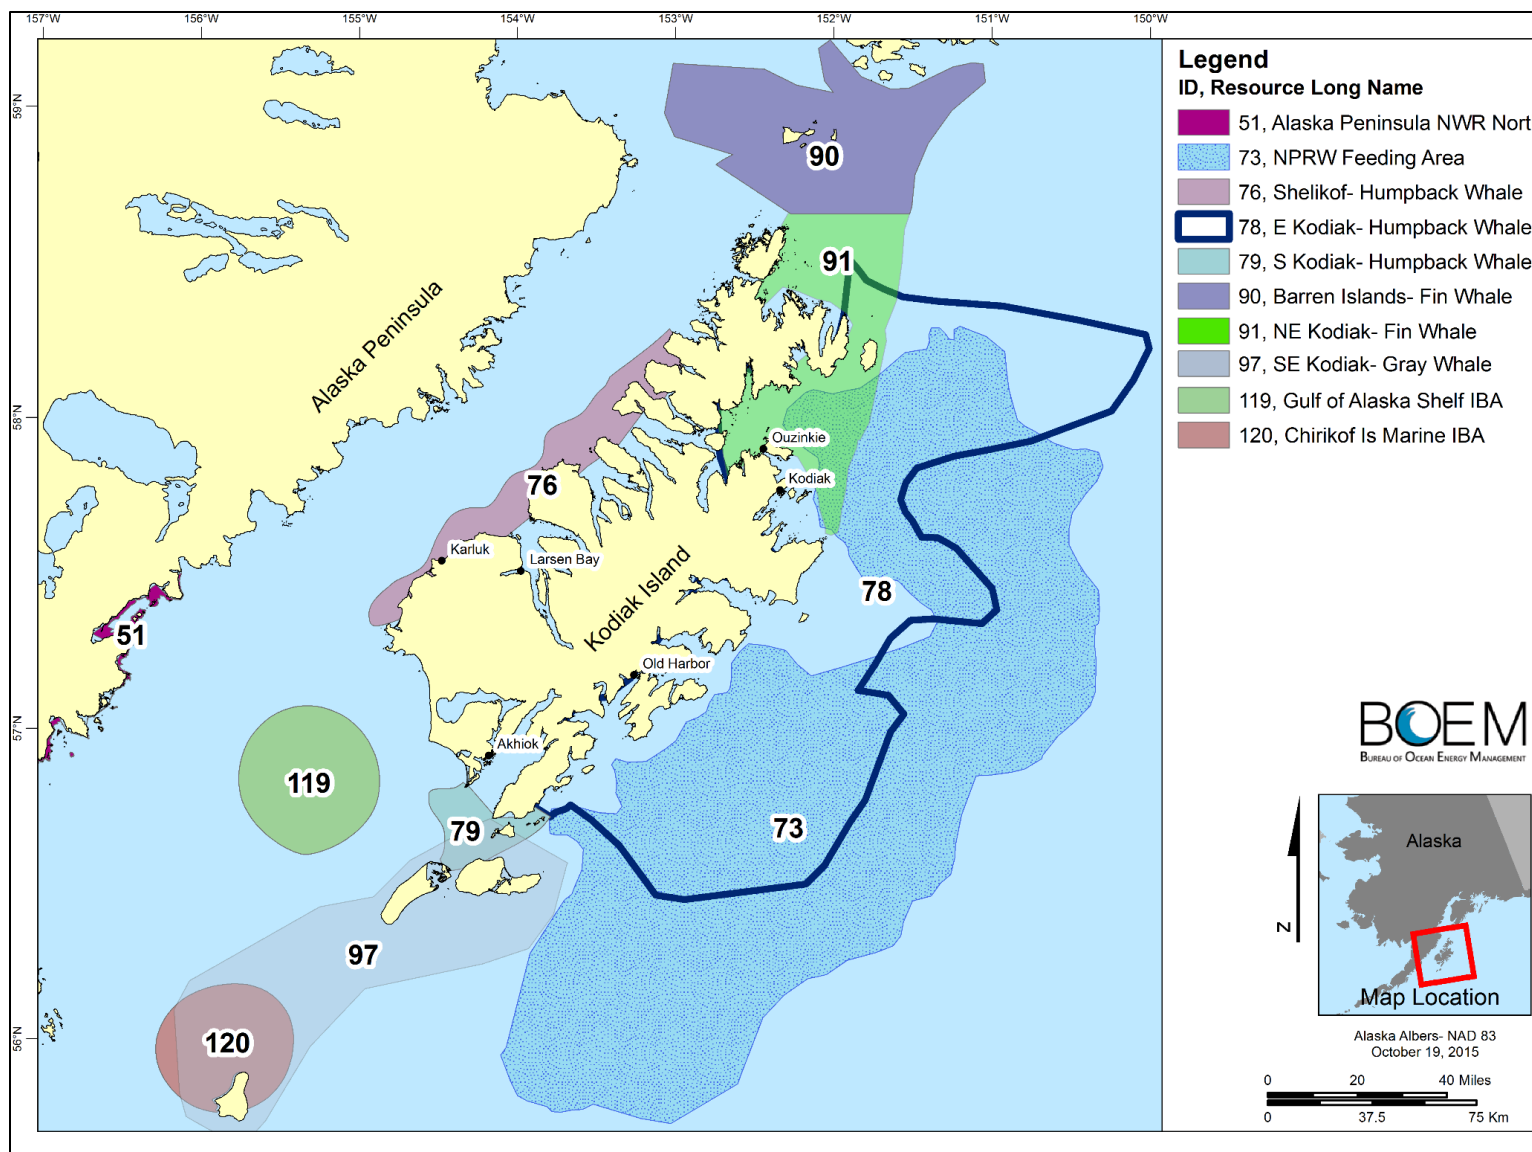 157°W 156°W 155°W 154°W 153°W 152°W 151°W 150°W
59°N
58°N
57°N
56°N
Alaska Peninsula
Kodiak Island
90
91
76
78
51
119
79
73
97
120
Ouzinkie
Kodiak
Karluk
Larsen Bay
Old Harbor
Akhiok
Legend
ID, Resource Long Name
51, Alaska Peninsula NWR Nort
73, NPRW Feeding Area
76, Shelikof- Humpback Whale
78, E Kodiak- Humpback Whale
79, S Kodiak- Humpback Whale
90, Barren Islands- Fin Whale
91, NE Kodiak- Fin Whale
97, SE Kodiak- Gray Whale
119, Gulf of Alaska Shelf IBA
120, Chirikof Is Marine IBA
BOEM
BUREAU OF OCEAN ENERGY MANAGEMENT
N
Alaska
Map Location
Alaska Albers- NAD 83
October 19, 2015
0 20 40 Miles
0 37.5 75 Km